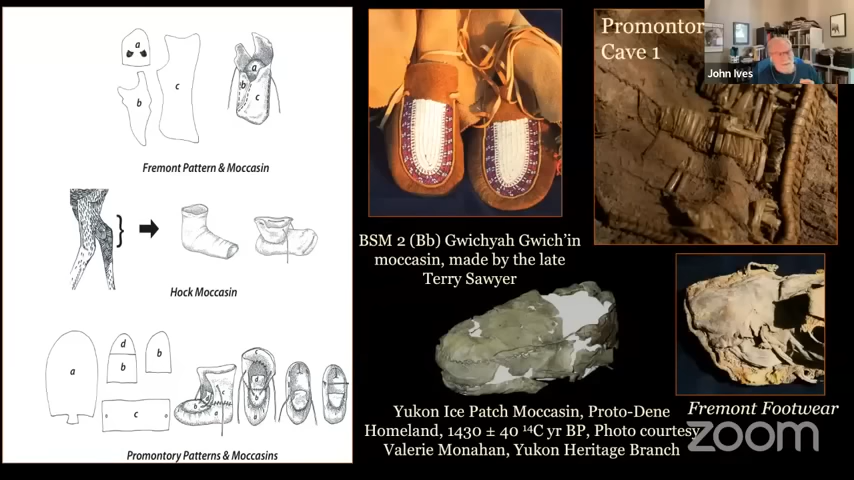 a
b
c
a
b
c
Fremont Pattern & Moccasin
Hock Moccasin
a
d
b
b
c
Promontory Patterns & Moccasins
BSM 2 (Bb) Gwichyah Gwich’in
moccasin, made by the late
Terry Sawyer
Promontor
Cave 1
John Ives
Yukon Ice Patch Moccasin, Proto-Dene
Homeland, 1430 ± 40 ¹⁴C yr BP, Photo courtesy
Valerie Monahan, Yukon Heritage Branch
Fremont Footwear
zoom